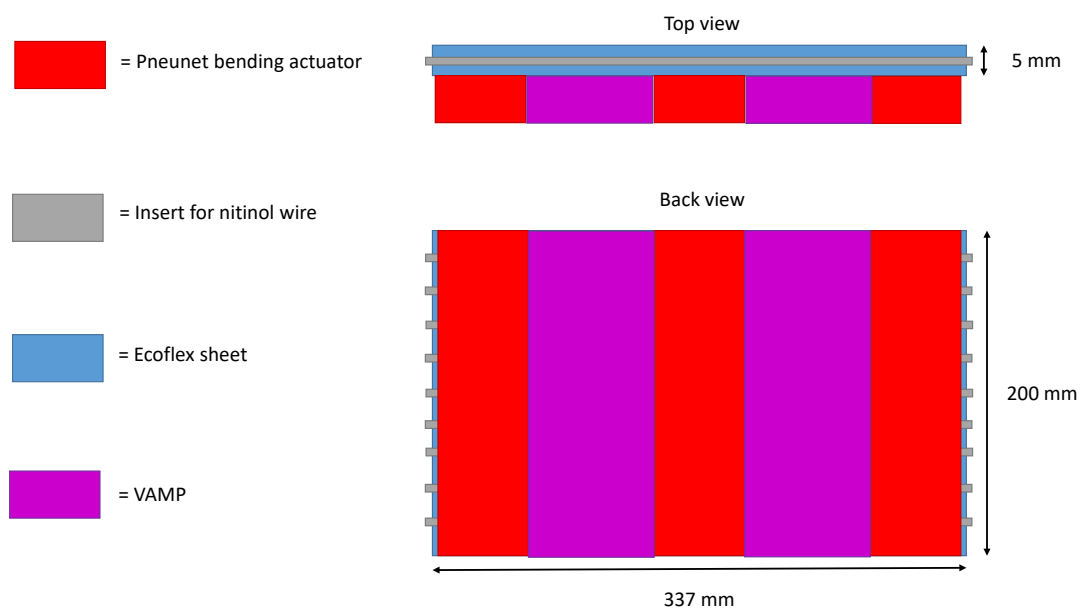 Top view
= Pneunet bending actuator
5 mm
Back view
= Insert for nitinol wire
= Ecoflex sheet
200 mm
= VAMP
337 mm